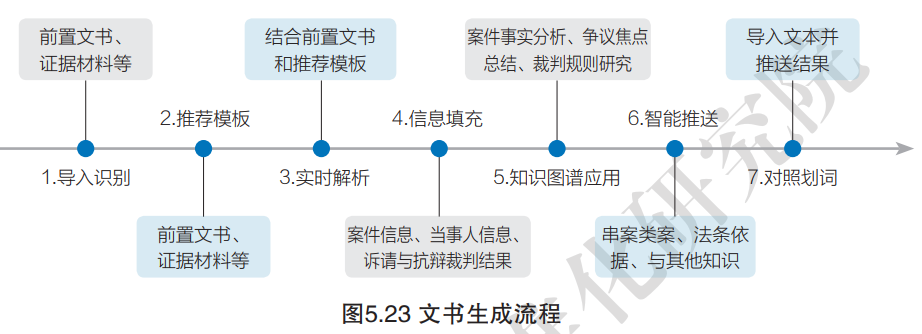 前置文书、
证据材料等
结合前置文书
和推荐模板
案件事实分析、争议焦点
总结、裁判规则研究
导入文本并
推送结果
2.推荐模板
4.信息填充
6.智能推送
1.导入识别
3.实时解析
5.知识图谱应用
7.对照划词
前置文书、
证据材料等
案件信息、当事人信息、
诉请与抗辩裁判结果
串案类案、法条依
据、与其他知识
图5.23 文书生成流程
化研究院